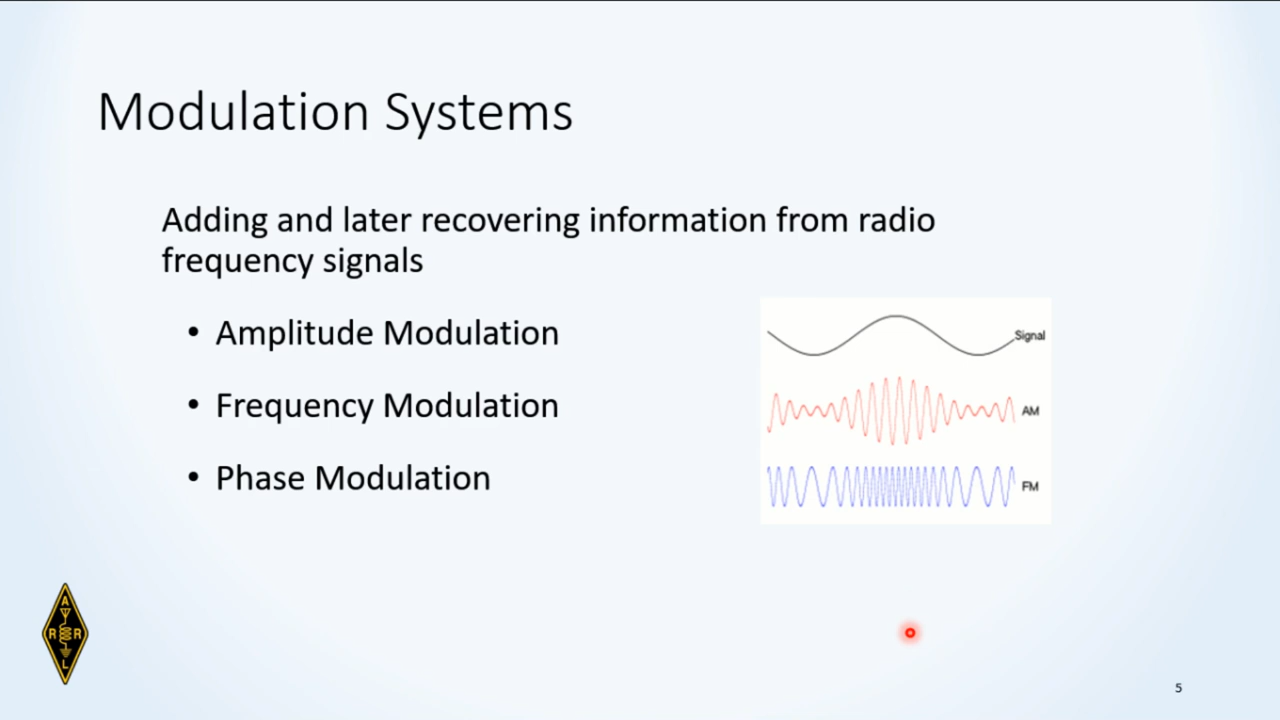 Modulation Systems
Adding and later recovering information from radio
frequency signals
• Amplitude Modulation
• Frequency Modulation
• Phase Modulation
Signal
AM
FM
A
R R
L
5